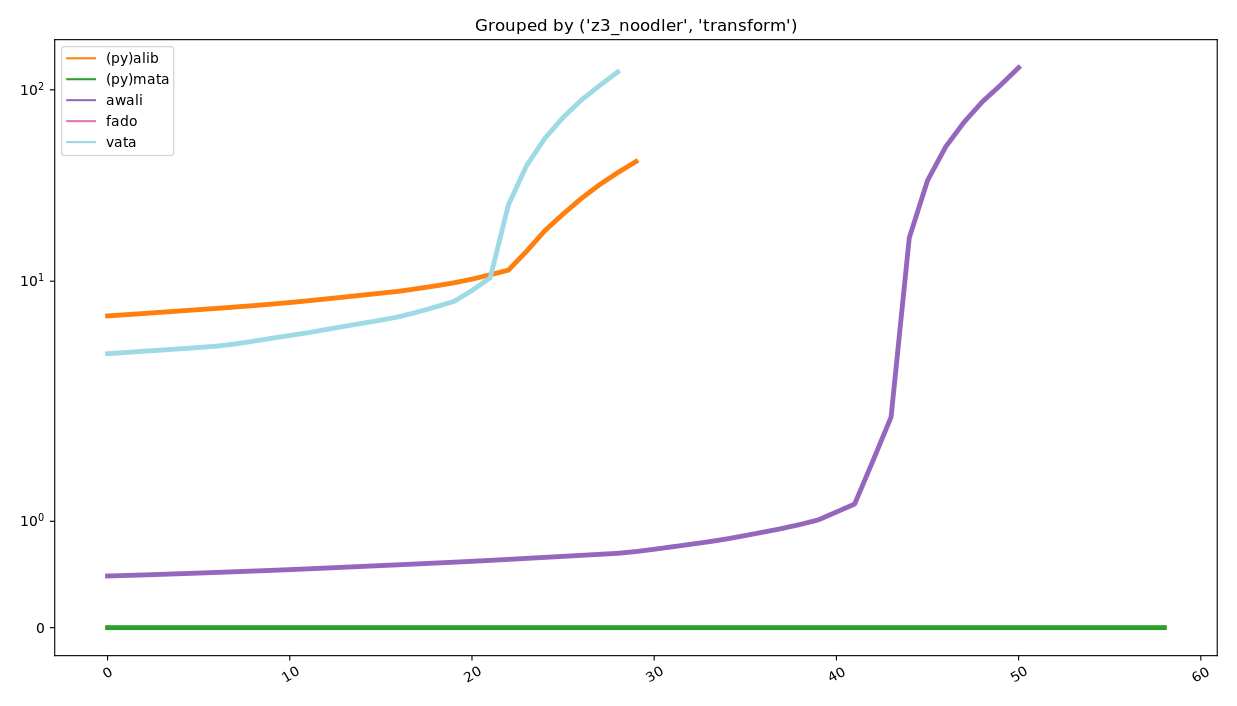 Grouped by ('z3_noodler', 'transform')
(py)alib
(py)mata
awali
fado
vata
10²
10¹
10⁰
0
0
10
20
30
40
50
60